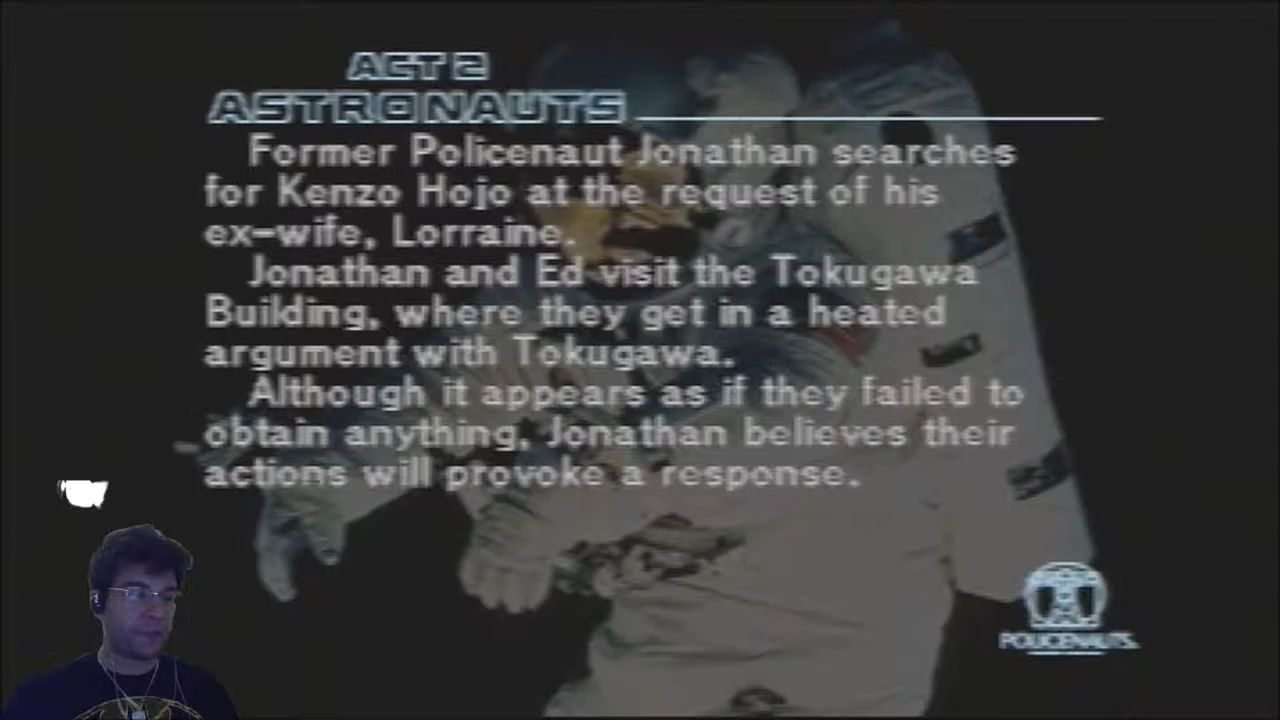 ACT 2
ASTRONAUTS
Former Policenaut Jonathan searches
for Kenzo Hojo at the request of his
ex-wife, Lorraine.
Jonathan and Ed visit the Tokugawa
Building, where they get in a heated
argument with Tokugawa.
Although it appears as if they failed to
obtain anything, Jonathan believes their
actions will provoke a response.
POLICENAUTS